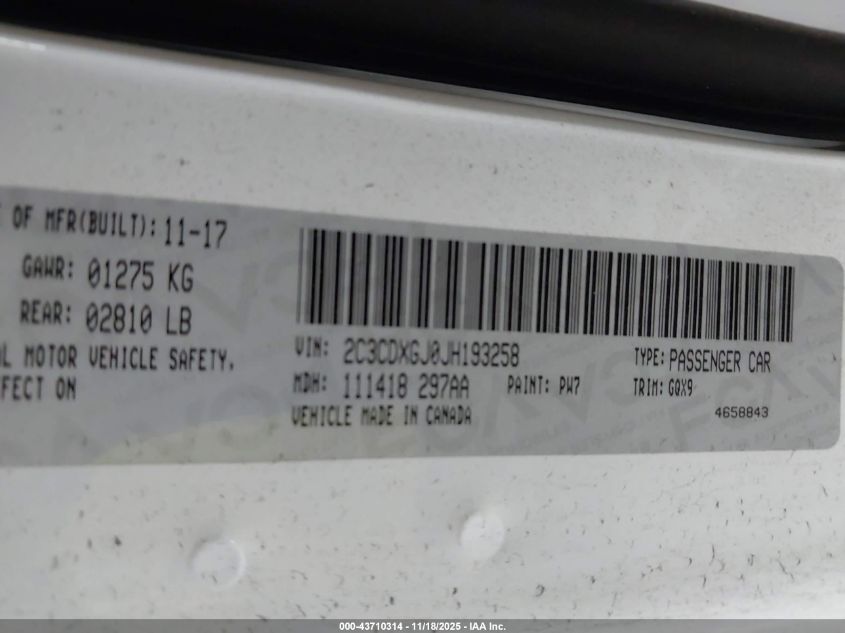 OF MFR(BUILT): 11-17
GAWR: 01275 KG
REAR: 02810 LB
MOTOR VEHICLE SAFETY,
ON
VIN: 2C3CDXGJ0JH193258
TYPE: PASSENGER CAR
MDH: 111418 297AA
PAINT: PW7
TRIM: GQX9
VEHICLE MADE IN CANADA
4658843
000-43710314 - 11/18/2025 - IAA Inc.